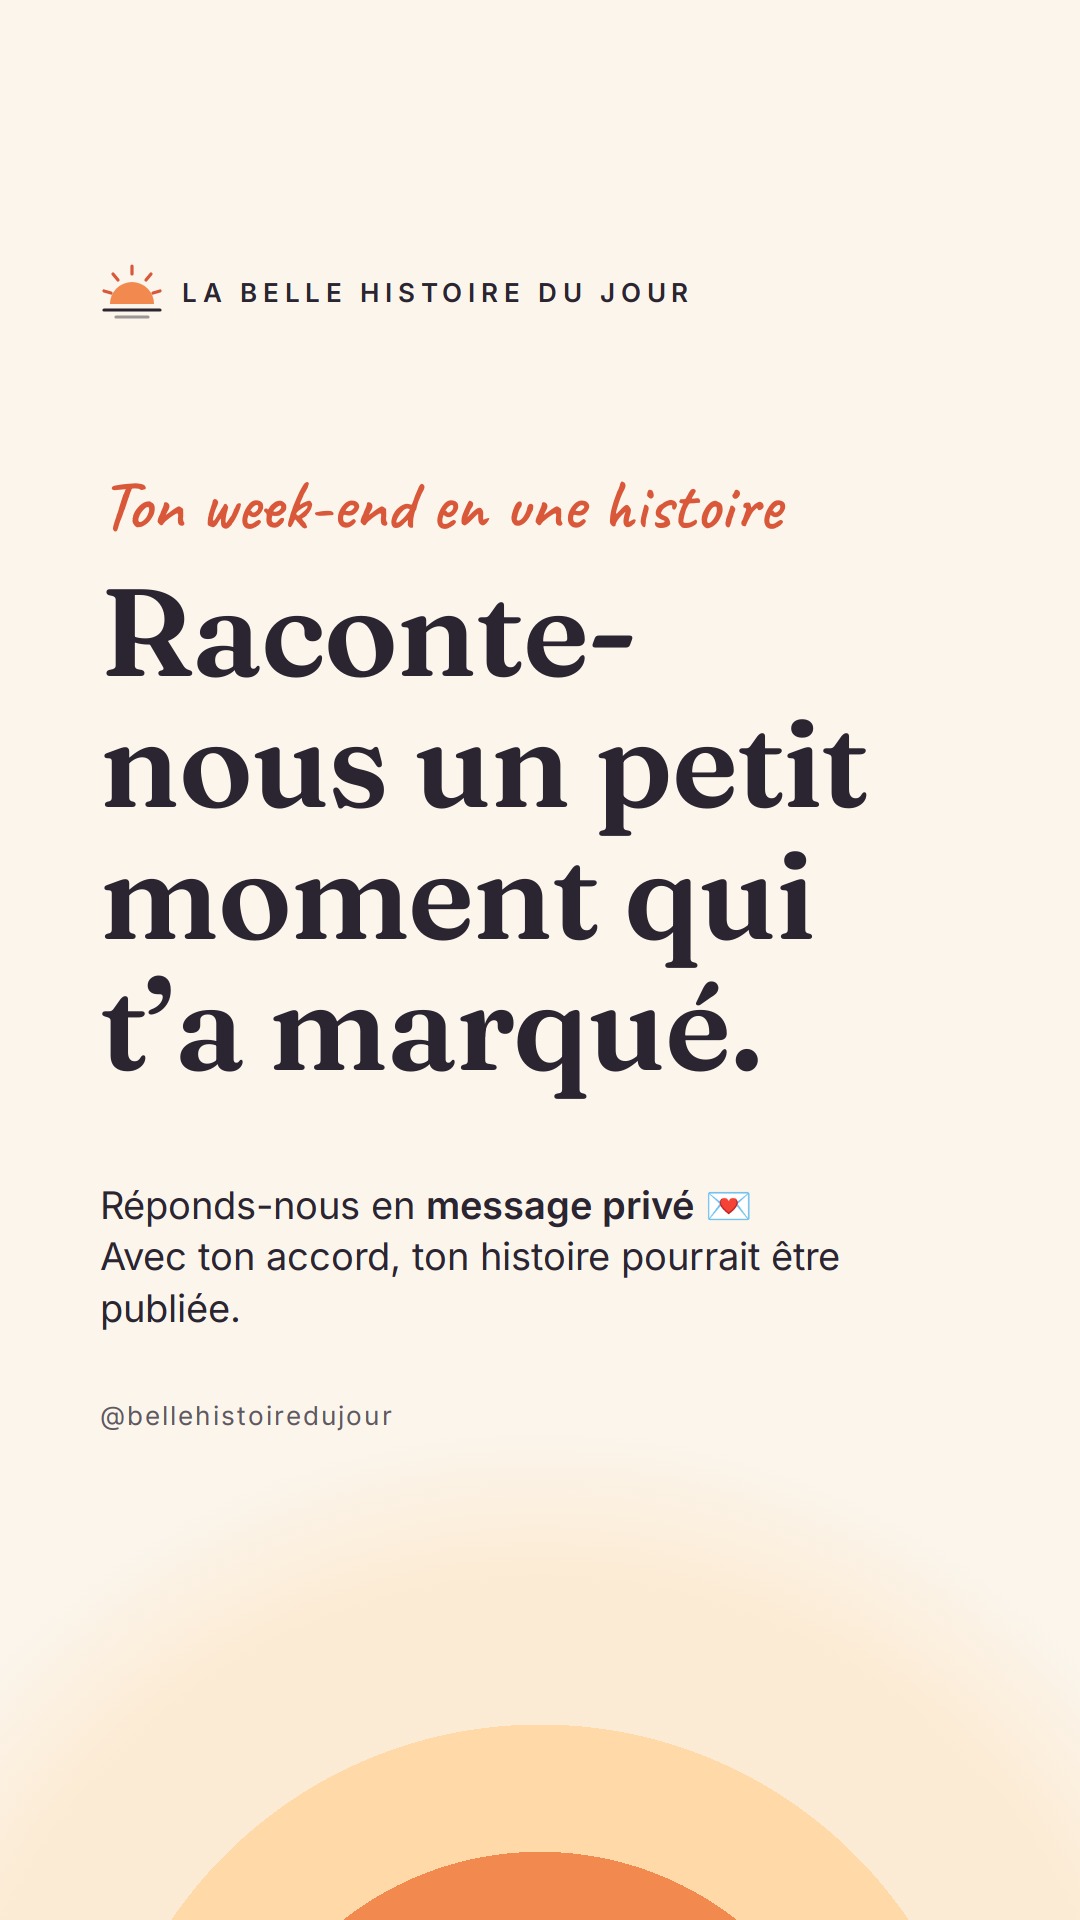 LA BELLE HISTOIRE DU JOUR
Ton week-end en une histoire
Raconte-
nous un petit
moment qui
t’a marqué.
Réponds-nous en message privé 💌
Avec ton accord, ton histoire pourrait être
publiée.
@bellehistoiredujour